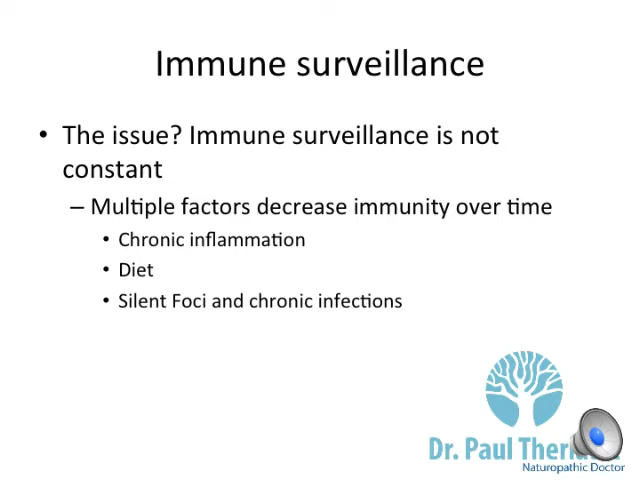 Immune surveillance
• The issue? Immune surveillance is not
constant
– Multiple factors decrease immunity over time
• Chronic inflammation
• Diet
• Silent Foci and chronic infections
Dr. Paul
Naturopathic Doctor